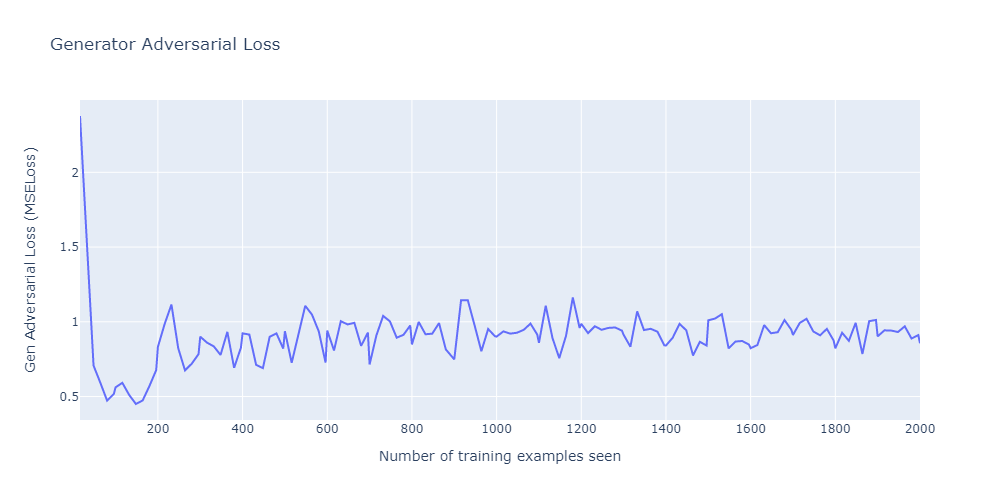 Generator Adversarial Loss
Gen Adversarial Loss (MSELoss)
2
1.5
1
0.5
200 400 600 800 1000 1200 1400 1600 1800 2000
Number of training examples seen